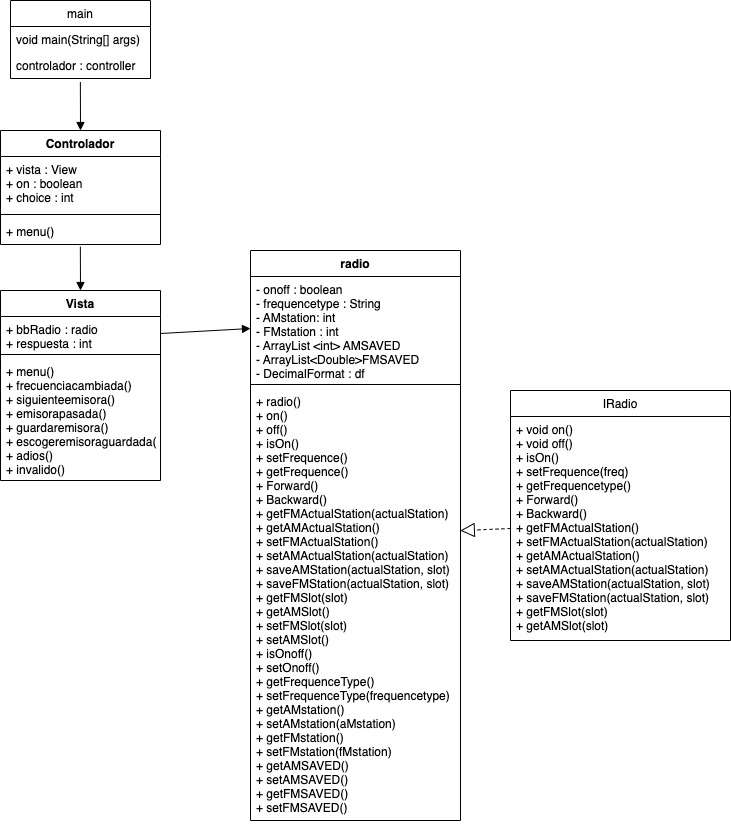 main
void main(String[] args)
controlador : controller
Controlador
+ vista : View
+ on : boolean
+ choice : int
+ menu()
Vista
+ bbRadio : radio
+ respuesta : int
+ menu()
+ frecuenciacambiada()
+ siguienteemisora()
+ emisorapasada()
+ guardaremisora()
+ escogeremisoraguardada(
+ adios()
+ invalido()
radio
- onoff : boolean
- frequencetype : String
- AMstation: int
- FMstation : int
- ArrayList <int> AMSAVED
- ArrayList<Double>FMSAVED
- DecimalFormat : df
+ radio()
+ on()
+ off()
+ isOn()
+ setFrequence()
+ getFrequence()
+ Forward()
+ Backward()
+ getFMActualStation(actualStation)
+ getAMActualStation()
+ setFMActualStation()
+ setAMActualStation(actualStation)
+ saveAMStation(actualStation, slot)
+ saveFMStation(actualStation, slot)
+ getFMSlot(slot)
+ getAMSlot()
+ setFMSlot(slot)
+ setAMSlot()
+ isOnoff()
+ setOnoff()
+ getFrequenceType()
+ setFrequenceType(frequencetype)
+ getAMstation()
+ setAMstation(aMstation)
+ getFMstation()
+ setFMstation(fMstation)
+ getAMSAVED()
+ setAMSAVED()
+ getFMSAVED()
+ setFMSAVED()
IRadio
+ void on()
+ void off()
+ isOn()
+ setFrequence(freq)
+ getFrequencetype()
+ Forward()
+ Backward()
+ getFMActualStation()
+ setFMActualStation(actualStation)
+ getAMActualStation()
+ setAMActualStation(actualStation)
+ saveAMStation(actualStation, slot)
+ saveFMStation(actualStation, slot)
+ getFMSlot(slot)
+ getAMSlot(slot)